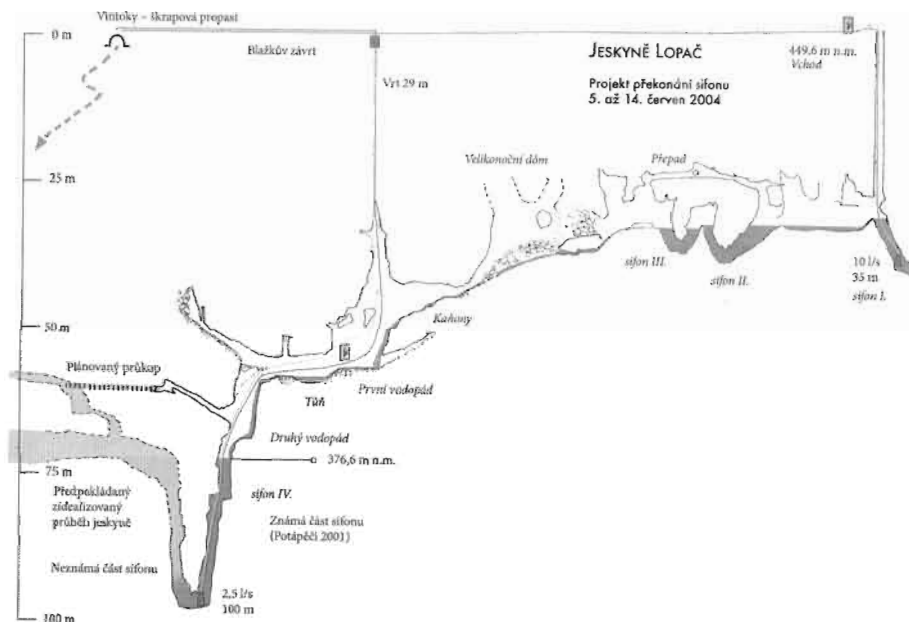 Vintoky – škrapová propast
0 m
Blažkův závrt
Vrt 29 m
JESKYNĚ LOPAČ
Projekt překonání sifonu
5. až 14. červen 2004
449,6 m n.m.
Vchod
25 m
Velikonoční dóm
Přepad
sifon III.
sifon II.
10 l/s
35 m
sifon I.
50 m
Kaňony
Plánovaný průkop
Tůň
První vodopád
Druhý vodopád
376,6 m n.m.
75 m
Předpokládaný
zidealizovaný
průběh jeskyně
sifon IV.
Známá část sifonu
(Potápěči 2001)
Neznámá část sifonu
2,5 l/s
100 m
100 m